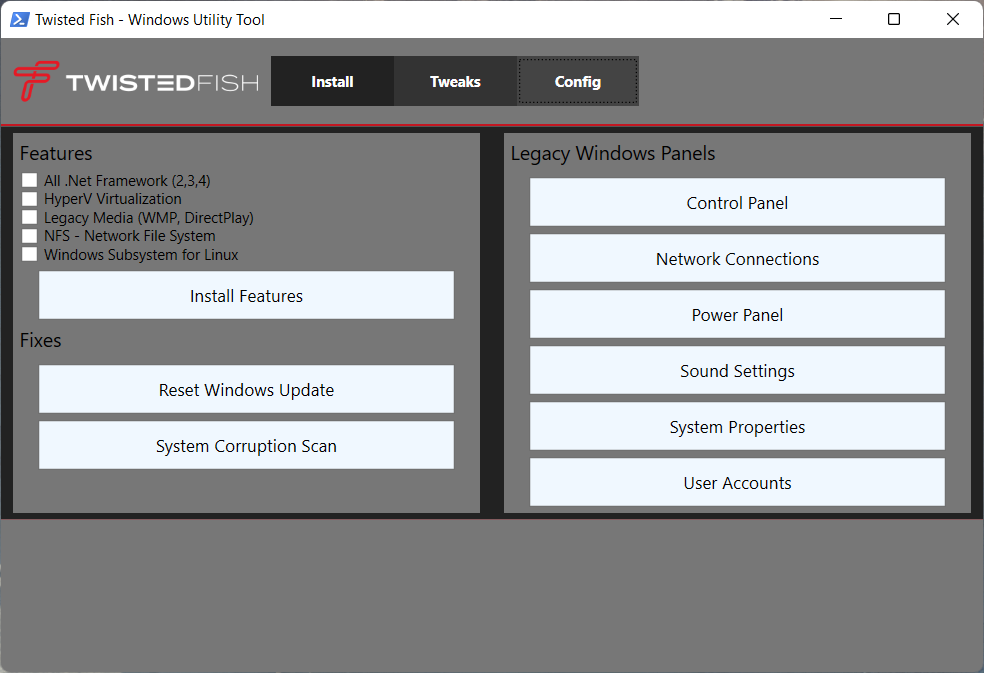 Twisted Fish - Windows Utility Tool
TWISTEDFISH
Install
Tweaks
Config
Features
All .Net Framework (2,3,4)
HyperV Virtualization
Legacy Media (WMP, DirectPlay)
NFS - Network File System
Windows Subsystem for Linux
Install Features
Fixes
Reset Windows Update
System Corruption Scan
Legacy Windows Panels
Control Panel
Network Connections
Power Panel
Sound Settings
System Properties
User Accounts